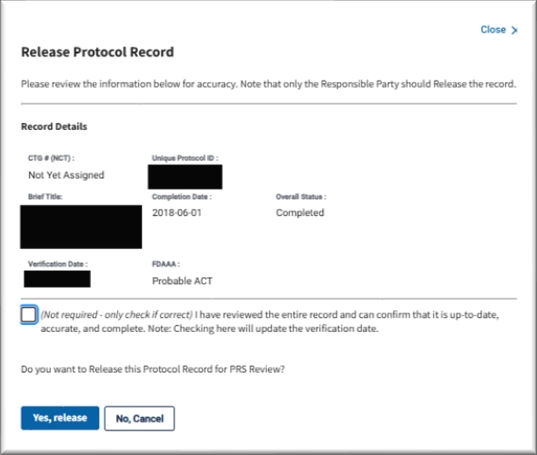 Close >
Release Protocol Record
Please review the information below for accuracy. Note that only the Responsible Party should Release the record.
Record Details
CTG # (NCT) : Unique Protocol ID :
Not Yet Assigned
Brief Title: Completion Date : Overall Status :
2018-06-01 Completed
Verification Date : FDAAA :
Probable ACT
(Not required - only check if correct) I have reviewed the entire record and can confirm that it is up-to-date,
accurate, and complete. Note: Checking here will update the verification date.
Do you want to Release this Protocol Record for PRS Review?
Yes, release No, Cancel